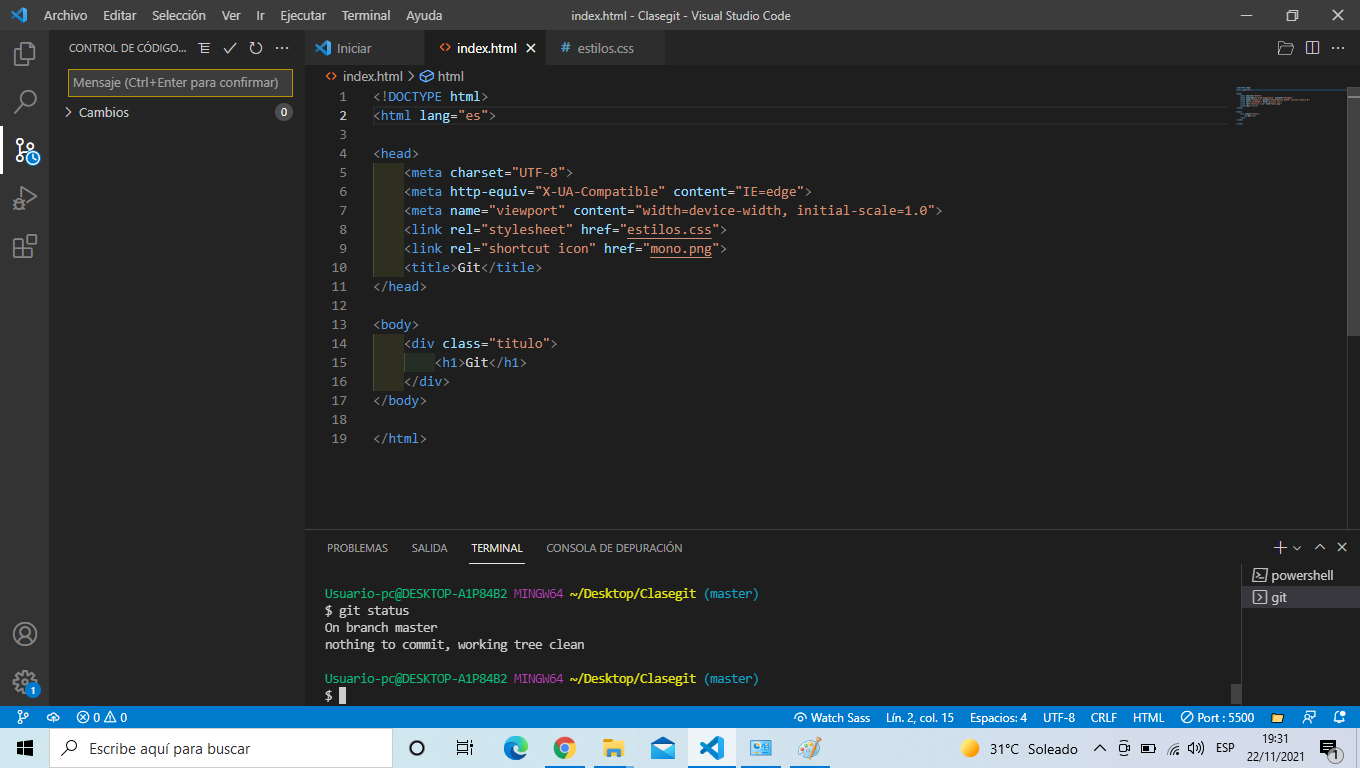 Archivo Editar Selección Ver Ir Ejecutar Terminal Ayuda
index.html - Clasegit - Visual Studio Code
CONTROL DE CÓDIGO...
Mensaje (Ctrl+Enter para confirmar)
Cambios 0
Iniciar
<> index.html
# estilos.css
<> index.html > html
1 <!DOCTYPE html>
2 <html lang="es">
3
4 <head>
5 <meta charset="UTF-8">
6 <meta http-equiv="X-UA-Compatible" content="IE=edge">
7 <meta name="viewport" content="width=device-width, initial-scale=1.0">
8 <link rel="stylesheet" href="estilos.css">
9 <link rel="shortcut icon" href="mono.png">
10 <title>Git</title>
11 </head>
12
13 <body>
14 <div class="titulo">
15 <h1>Git</h1>
16 </div>
17 </body>
18
19 </html>
PROBLEMAS SALIDA TERMINAL CONSOLA DE DEPURACIÓN
powershell
git
Usuario-pc@DESKTOP-A1P84B2 MINGW64 ~/Desktop/Clasegit (master)
$ git status
On branch master
nothing to commit, working tree clean
Usuario-pc@DESKTOP-A1P84B2 MINGW64 ~/Desktop/Clasegit (master)
$
1
0 0
Watch Sass Lín. 2, col. 15 Espacios: 4 UTF-8 CRLF HTML Port : 5500
Escribe aquí para buscar
31°C Soleado
ESP
19:31
22/11/2021
1